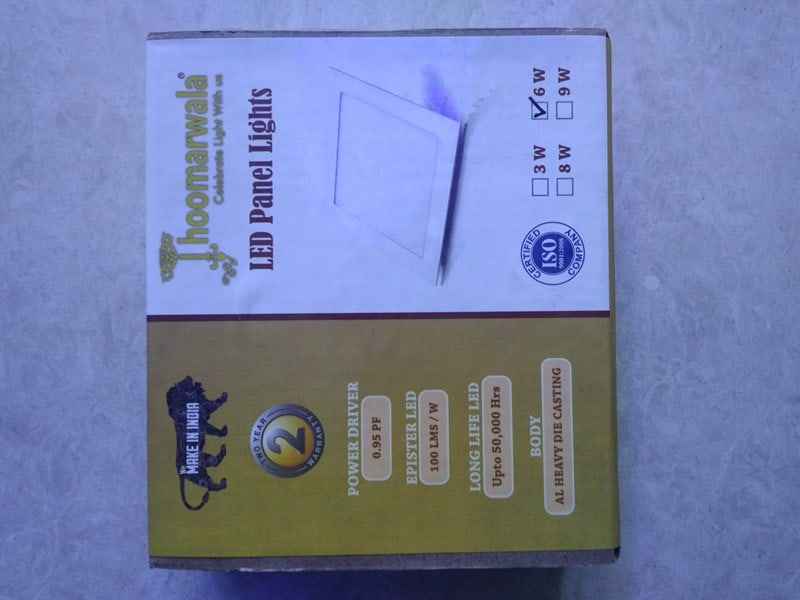 Jhoomarwala®
Celebrate Light With us
LED Panel Lights
3 W 6 W
8 W 9 W
CERTIFIED
ISO
9001:2008
COMPANY
MAKE IN INDIA
TWO YEAR
2
WARRANTY
POWER DRIVER
0.95 PF
EPISTER LED
100 LMS / W
LONG LIFE LED
Upto 50,000 Hrs
BODY
AL HEAVY DIE CASTING